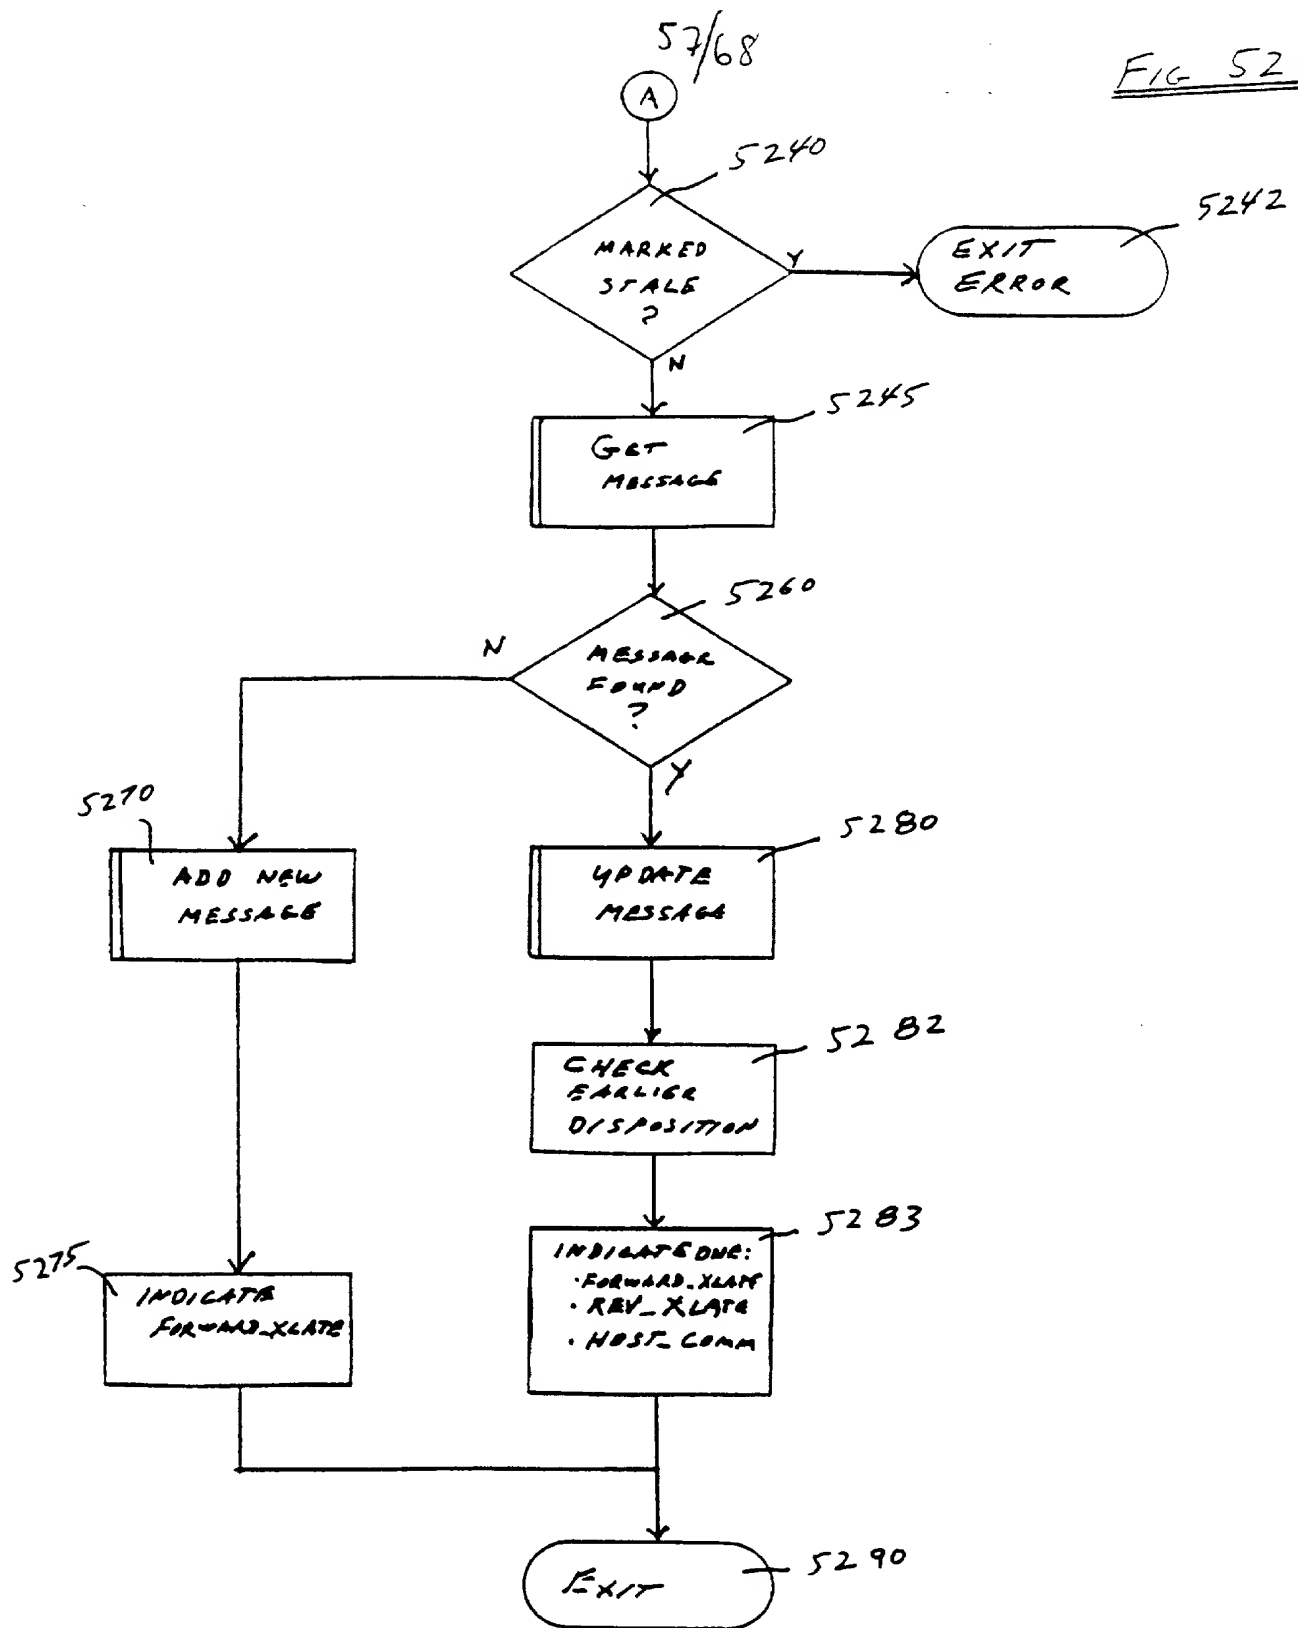 57/68
FIG 52
A
5240
MARKED
STALE
?
Y
N
5242
EXIT
ERROR
5245
GET
MESSAGE
5260
MESSAGE
FOUND
?
N
Y
5270
ADD NEW
MESSAGE
5280
UPDATE
MESSAGE
5282
CHECK
EARLIER
DISPOSITION
5275
INDICATE
FORWARD_XLATE
5283
INDICATE ONE:
· FORWARD_XLATE
· REV_XLATE
· HOST_COMM
5290
EXIT